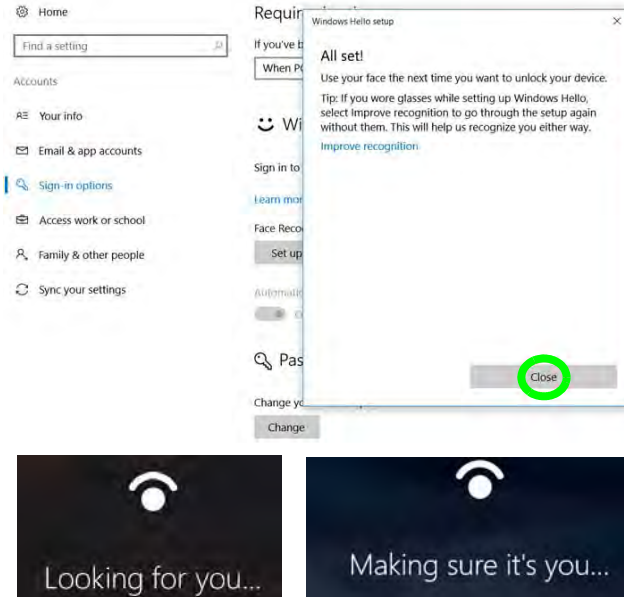 Home
Find a setting
Accounts
Your info
Email & app accounts
Sign-in options
Access work or school
Family & other people
Sync your settings
If you've b
When P
Wi
Sign in to
Learn mor
Face Reco
Set up
Automatic
Pas
Change yo
Change
Windows Hello setup
All set!
Use your face the next time you want to unlock your device.
Tip: If you wore glasses while setting up Windows Hello,
select Improve recognition to go through the setup again
without them. This will help us recognize you either way.
Improve recognition
Close
Looking for you...
Making sure it's you...